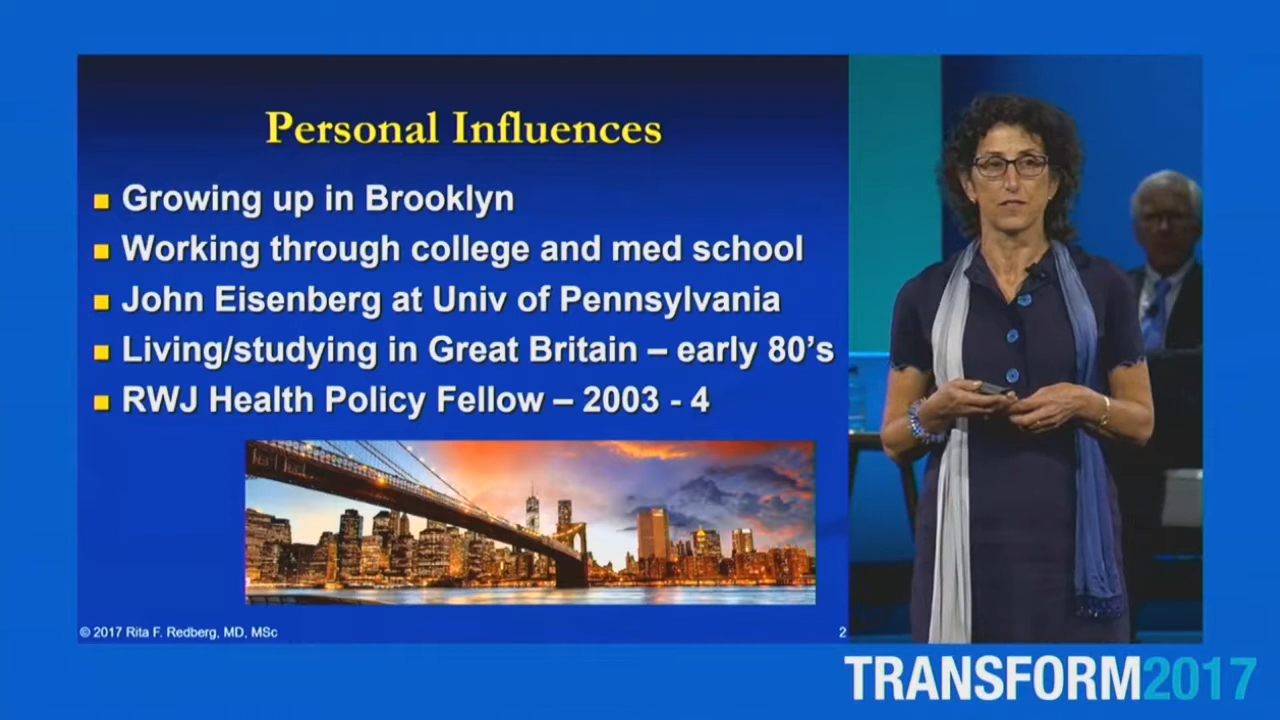 Personal Influences
Growing up in Brooklyn
Working through college and med school
John Eisenberg at Univ of Pennsylvania
Living/studying in Great Britain – early 80’s
RWJ Health Policy Fellow – 2003 - 4
© 2017 Rita F. Redberg, MD, MSc
2
TRANSFORM2017